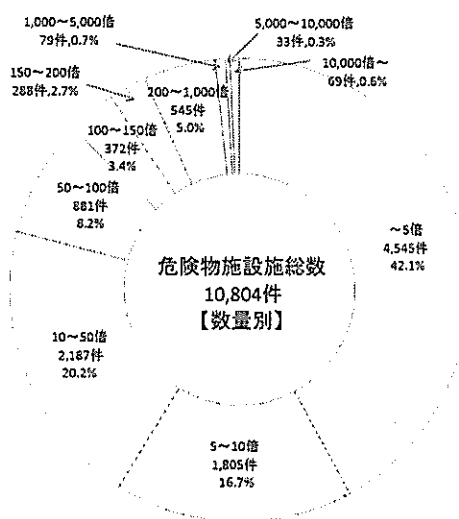 1,000～5,000倍
79件,0.7%
5,000～10,000倍
33件,0.3%
10,000倍～
69件,0.6%
150～200倍
288件,2.7%
200～1,000倍
545件
5.0%
100～150倍
372件
3.4%
50～100倍
881件
8.2%
～5倍
4,545件
42.1%
危険物施設施総数
10,804件
【数量別】
10～50倍
2,187件
20.2%
5～10倍
1,805件
16.7%